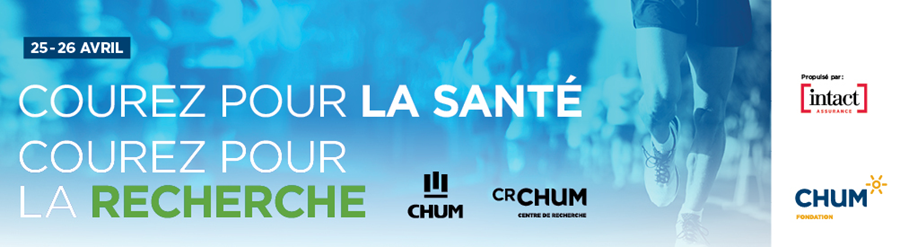 25-26 AVRIL
COUREZ POUR LA SANTÉ
COUREZ POUR
LA RECHERCHE
CHUM
CRCHUM
CENTRE DE RECHERCHE
Propulsé par :
[intact]
ASSURANCE
CHUM
FONDATION